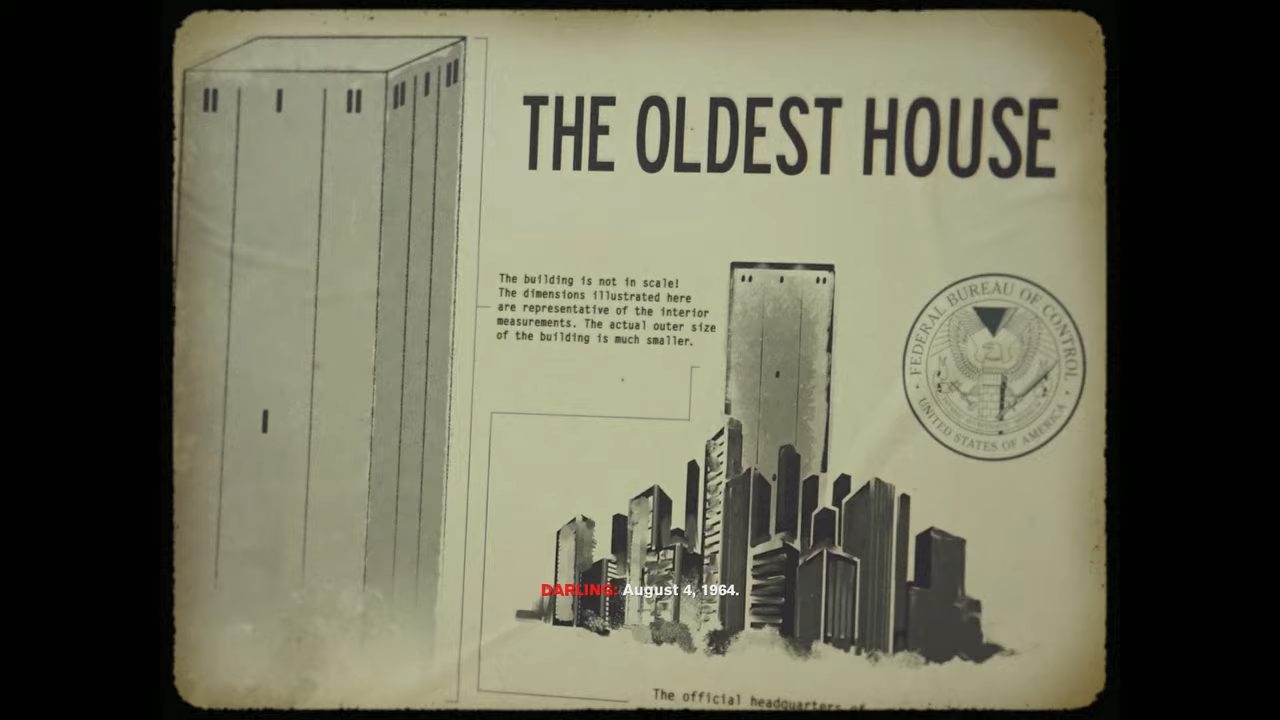 THE OLDEST HOUSE
The building is not in scale!
The dimensions illustrated here
are representative of the interior
measurements. The actual outer size
of the building is much smaller.
FEDERAL BUREAU OF CONTROL
UNITED STATES OF AMERICA
DARLING: August 4, 1964.
The official headquarters of